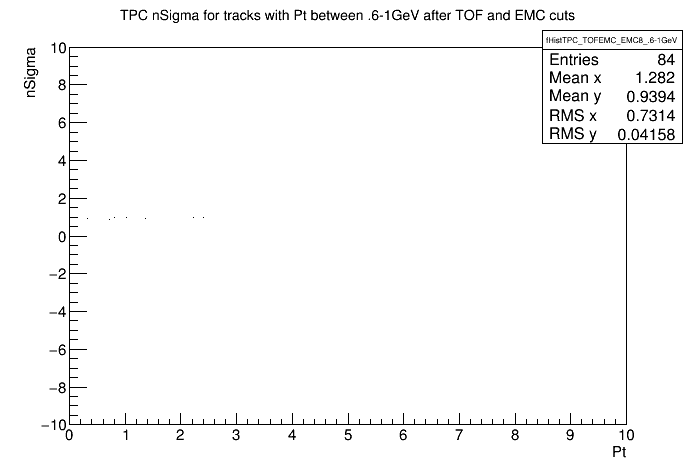 TPC nSigma for tracks with Pt between .6-1GeV after TOF and EMC cuts
fHistTPC_TOFEMC_EMC8_.6-1GeV
Entries 84
Mean x 1.282
Mean y 0.9394
RMS x 0.7314
RMS y 0.04158
nSigma
10
8
6
4
2
0
−2
−4
−6
−8
−10
0 1 2 3 4 5 6 7 8 9 10
Pt